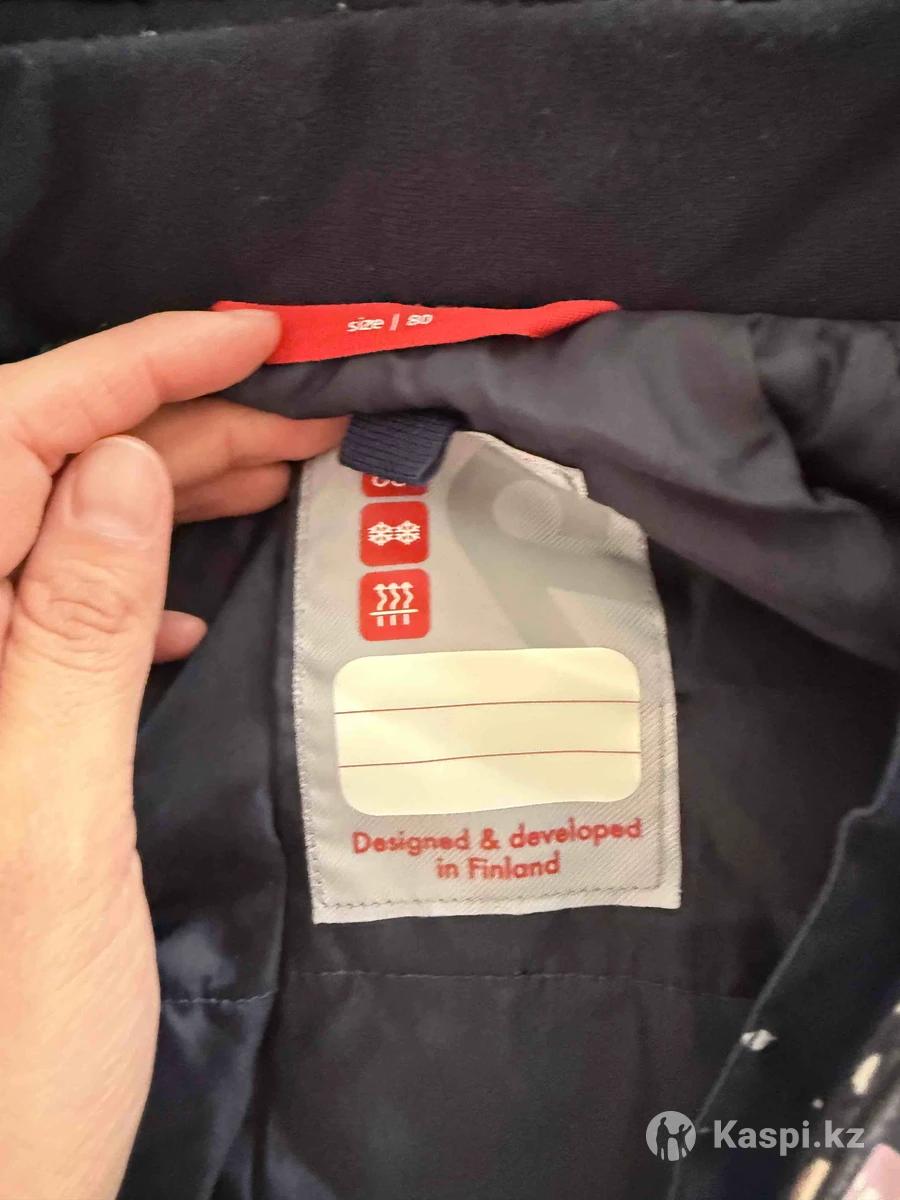 size | 80
Designed & developed
in Finland
Kaspi.kz